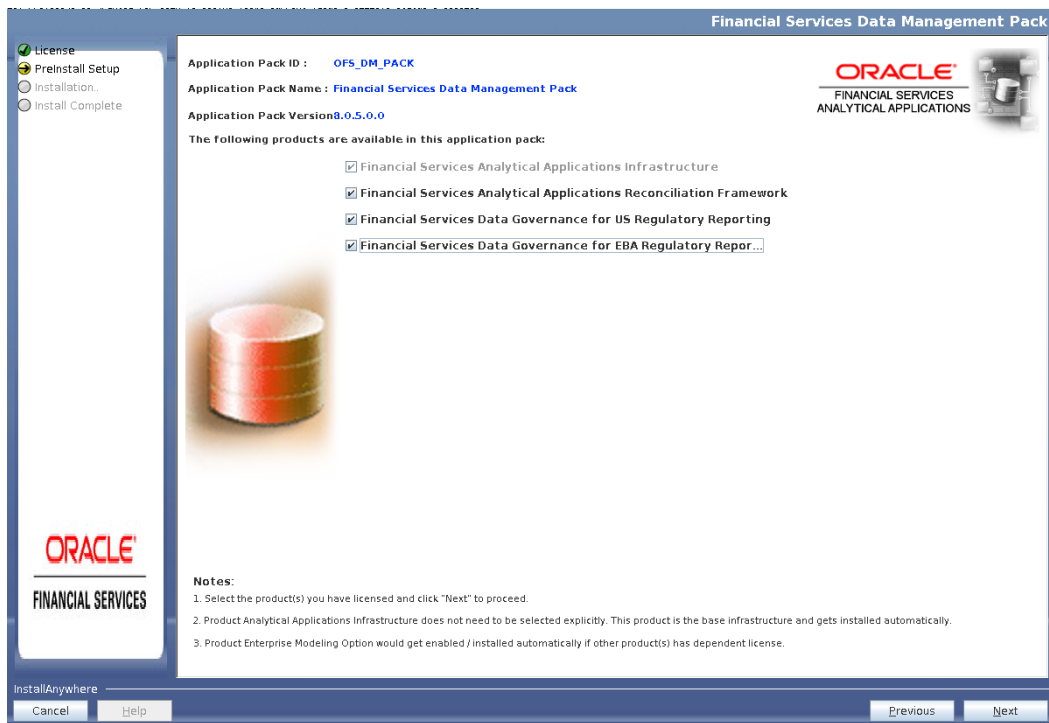 Financial Services Data Management Pack
License
PreInstall Setup
Installation..
Install Complete
Application Pack ID : OFS_DM_PACK
Application Pack Name : Financial Services Data Management Pack
Application Pack Version 8.0.5.0.0
ORACLE
FINANCIAL SERVICES
ANALYTICAL APPLICATIONS
The following products are available in this application pack:
Financial Services Analytical Applications Infrastructure
Financial Services Analytical Applications Reconciliation Framework
Financial Services Data Governance for US Regulatory Reporting
Financial Services Data Governance for EBA Regulatory Repor...
ORACLE
FINANCIAL SERVICES
Notes:
1. Select the product(s) you have licensed and click "Next" to proceed.
2. Product Analytical Applications Infrastructure does not need to be selected explicitly. This product is the base infrastructure and gets installed automatically.
3. Product Enterprise Modeling Option would get enabled / installed automatically if other product(s) has dependent license.
InstallAnywhere
Cancel
Help
Previous
Next